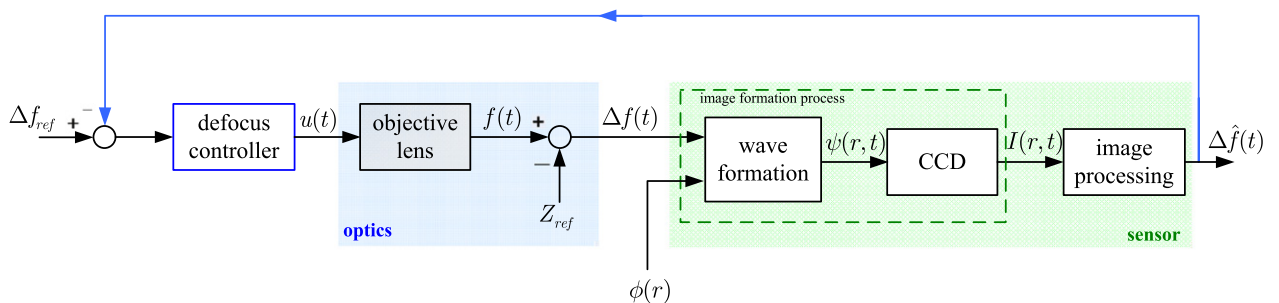 Δf_ref
+
−
defocus
controller
u(t)
objective
lens
f(t)
+
−
Z_ref
optics
Δf(t)
image formation process
wave
formation
ϕ(r)
ψ(r, t)
CCD
I(r, t)
image
processing
Δf̂(t)
sensor